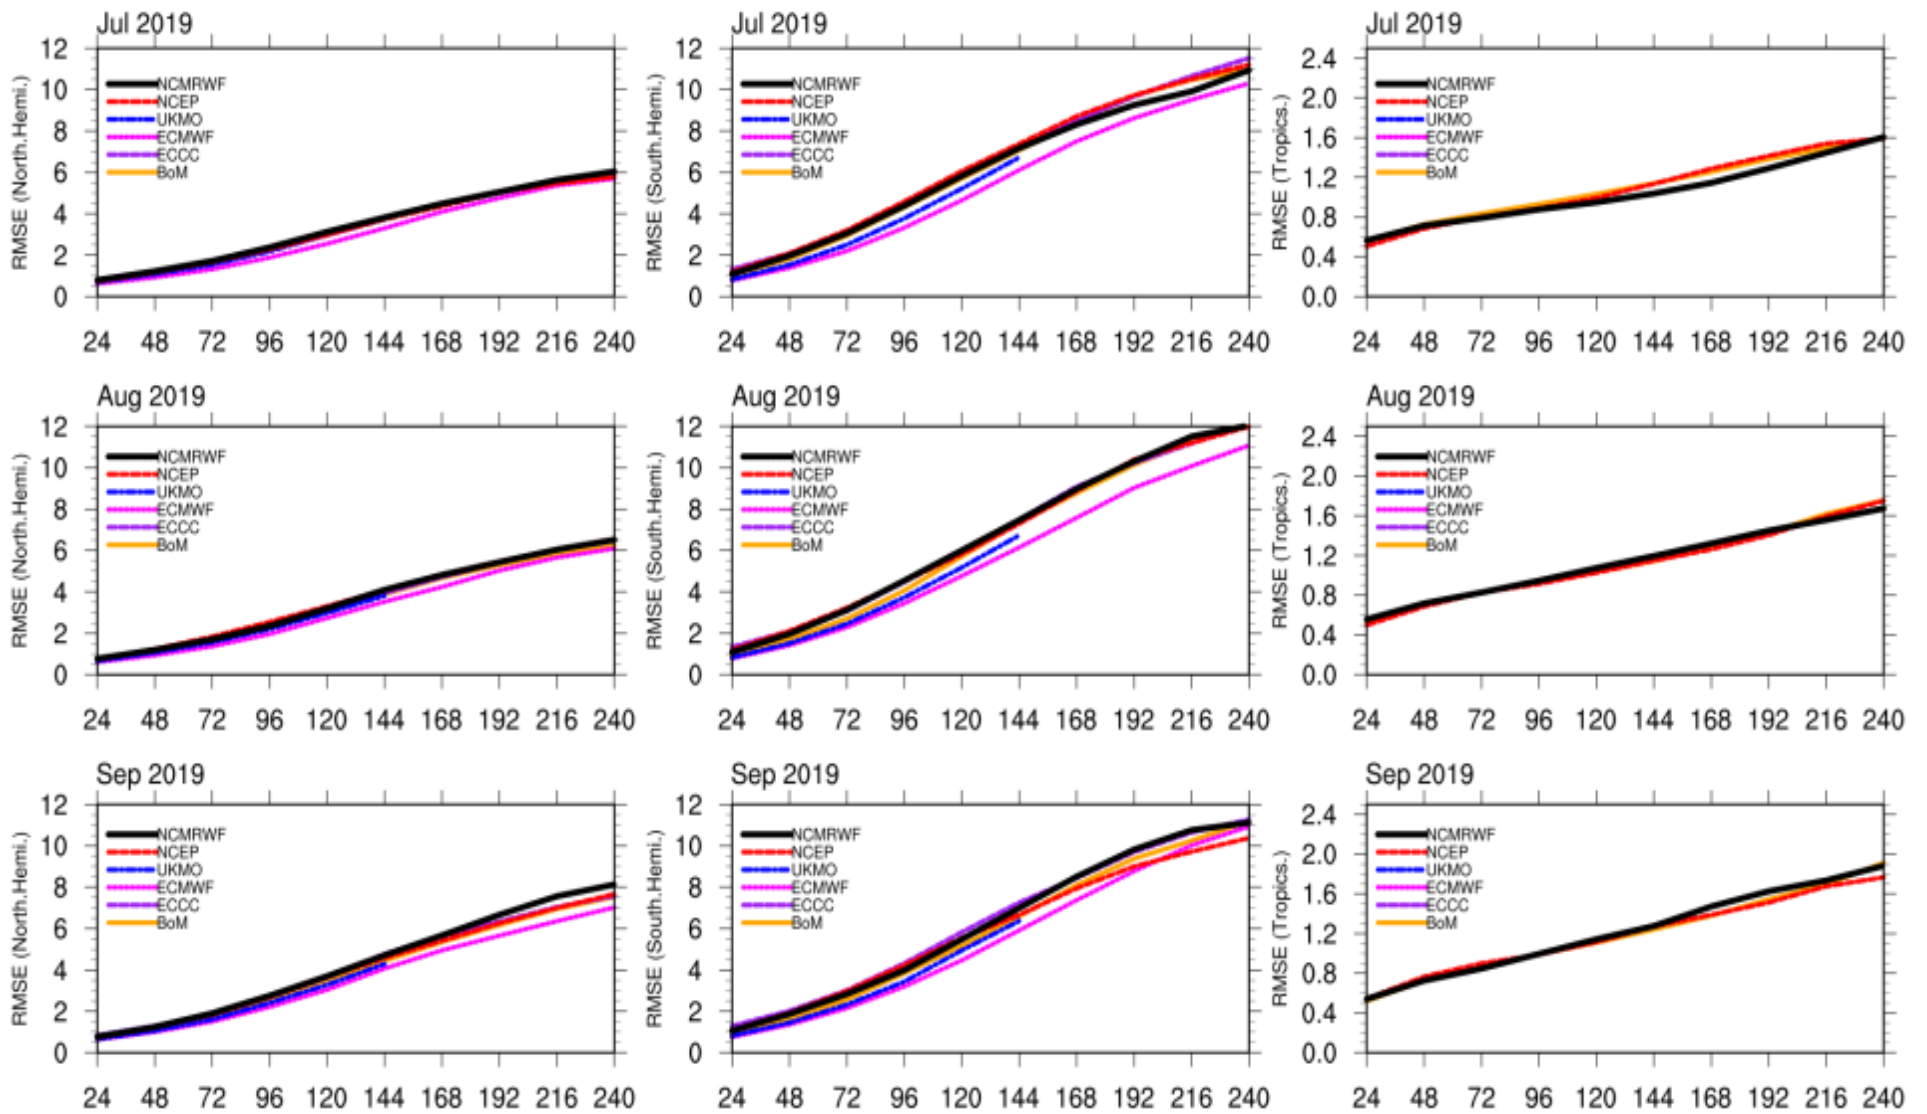 Jul 2019
RMSE (North.Hemi.)
12
10
8
6
4
2
0
NCMRWF
NCEP
UKMO
ECMWF
ECCC
BoM
24 48 72 96 120 144 168 192 216 240
Jul 2019
RMSE (South.Hemi.)
12
10
8
6
4
2
0
NCMRWF
NCEP
UKMO
ECMWF
ECCC
BoM
24 48 72 96 120 144 168 192 216 240
Jul 2019
RMSE (Tropics.)
2.4
2.0
1.6
1.2
0.8
0.4
0.0
NCMRWF
NCEP
UKMO
ECMWF
ECCC
BoM
24 48 72 96 120 144 168 192 216 240
Aug 2019
RMSE (North.Hemi.)
12
10
8
6
4
2
0
NCMRWF
NCEP
UKMO
ECMWF
ECCC
BoM
24 48 72 96 120 144 168 192 216 240
Aug 2019
RMSE (South.Hemi.)
12
10
8
6
4
2
0
NCMRWF
NCEP
UKMO
ECMWF
ECCC
BoM
24 48 72 96 120 144 168 192 216 240
Aug 2019
RMSE (Tropics.)
2.4
2.0
1.6
1.2
0.8
0.4
0.0
NCMRWF
NCEP
UKMO
ECMWF
ECCC
BoM
24 48 72 96 120 144 168 192 216 240
Sep 2019
RMSE (North.Hemi.)
12
10
8
6
4
2
0
NCMRWF
NCEP
UKMO
ECMWF
ECCC
BoM
24 48 72 96 120 144 168 192 216 240
Sep 2019
RMSE (South.Hemi.)
12
10
8
6
4
2
0
NCMRWF
NCEP
UKMO
ECMWF
ECCC
BoM
24 48 72 96 120 144 168 192 216 240
Sep 2019
RMSE (Tropics.)
2.4
2.0
1.6
1.2
0.8
0.4
0.0
NCMRWF
NCEP
UKMO
ECMWF
ECCC
BoM
24 48 72 96 120 144 168 192 216 240